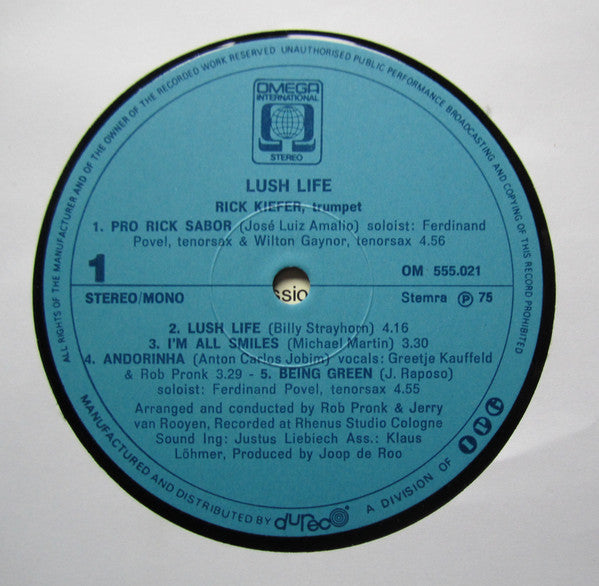 ALL RIGHTS OF THE MANUFACTURER AND OF THE OWNER OF THE RECORDED WORK RESERVED UNAUTHORISED PUBLIC PERFORMANCE BROADCASTING AND COPYING OF THIS RECORD PROHIBITED
OMEGA
INTERNATIONAL
STEREO
LUSH LIFE
RICK KIEFER, trumpet
1. PRO RICK SABOR (José Luiz Amalio) soloist: Ferdinand
Povel, tenorsax & Wilton Gaynor, tenorsax 4.56
1
OM 555.021
STEREO/MONO
ssio
Stemra Ⓟ 75
2. LUSH LIFE (Billy Strayhorn) 4.16
3. I'M ALL SMILES (Michael Martin) 3.30
4. ANDORINHA (Anton Carlos Jobim) vocals: Greetje Kauffeld
& Rob Pronk 3.29 - 5. BEING GREEN (J. Raposo)
soloist: Ferdinand Povel, tenorsax 4.55
Arranged and conducted by Rob Pronk & Jerry
van Rooyen, Recorded at Rhenus Studio Cologne
Sound Ing: Justus Liebiech Ass.: Klaus
Löhmer, Produced by Joop de Roo
MANUFACTURED AND DISTRIBUTED BY dureco A DIVISION OF